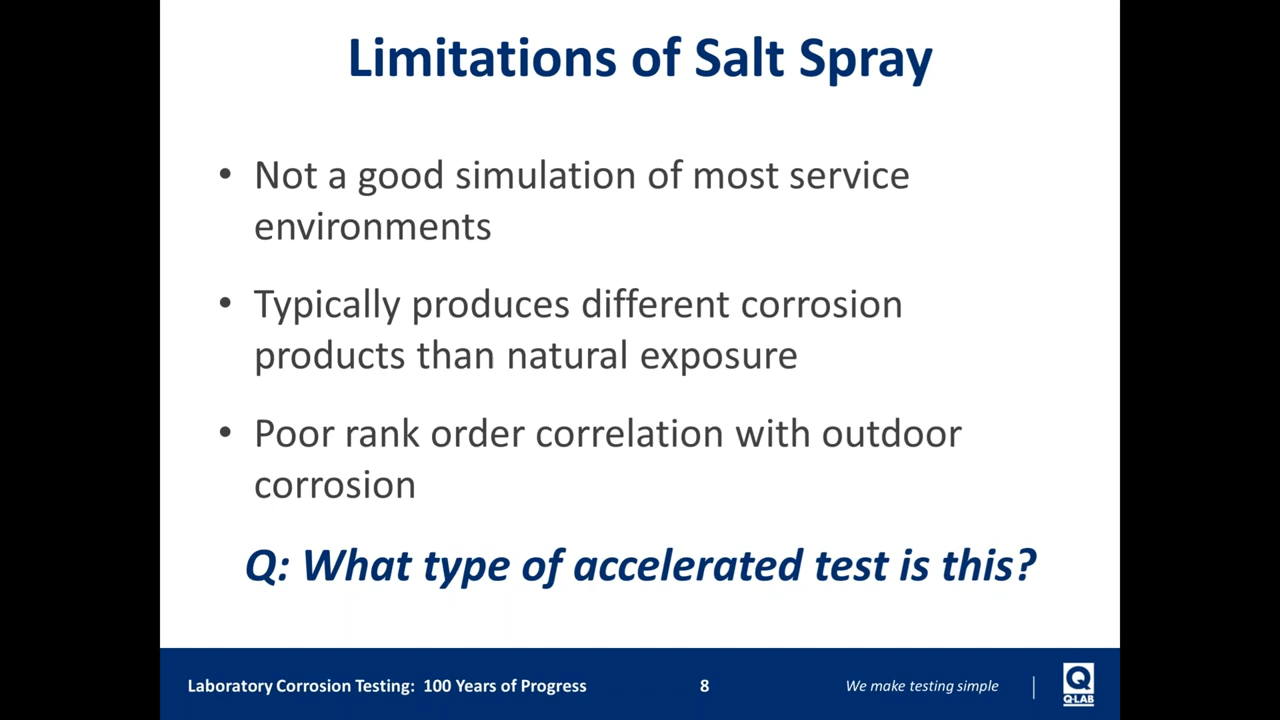 Limitations of Salt Spray
• Not a good simulation of most service
environments
• Typically produces different corrosion
products than natural exposure
• Poor rank order correlation with outdoor
corrosion
Q: What type of accelerated test is this?
Laboratory Corrosion Testing: 100 Years of Progress
8
We make testing simple
Q
Q-LAB